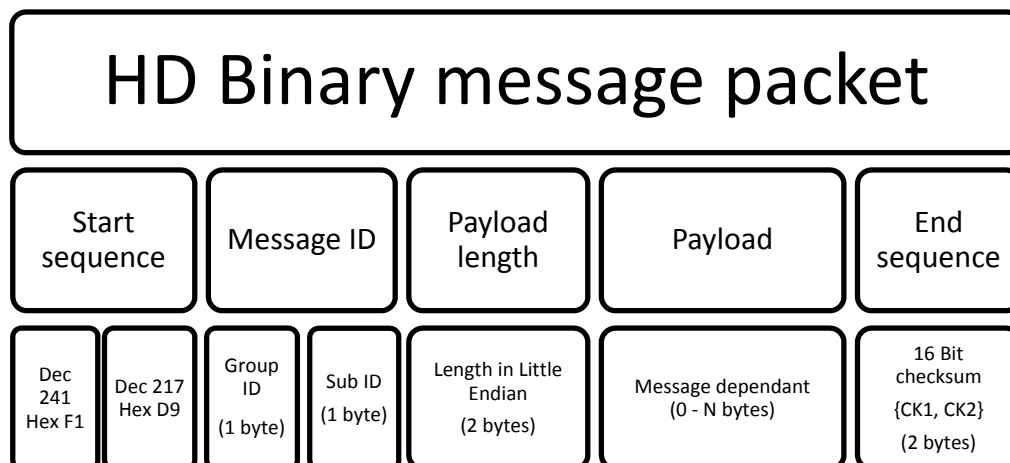 HD Binary message packet
Start
sequence
Message ID
Payload
length
Payload
End
sequence
Dec
241
Hex F1
Dec 217
Hex D9
Group
ID
(1 byte)
Sub ID
(1 byte)
Length in Little
Endian
(2 bytes)
Message dependant
(0 - N bytes)
16 Bit
checksum
{CK1, CK2}
(2 bytes)